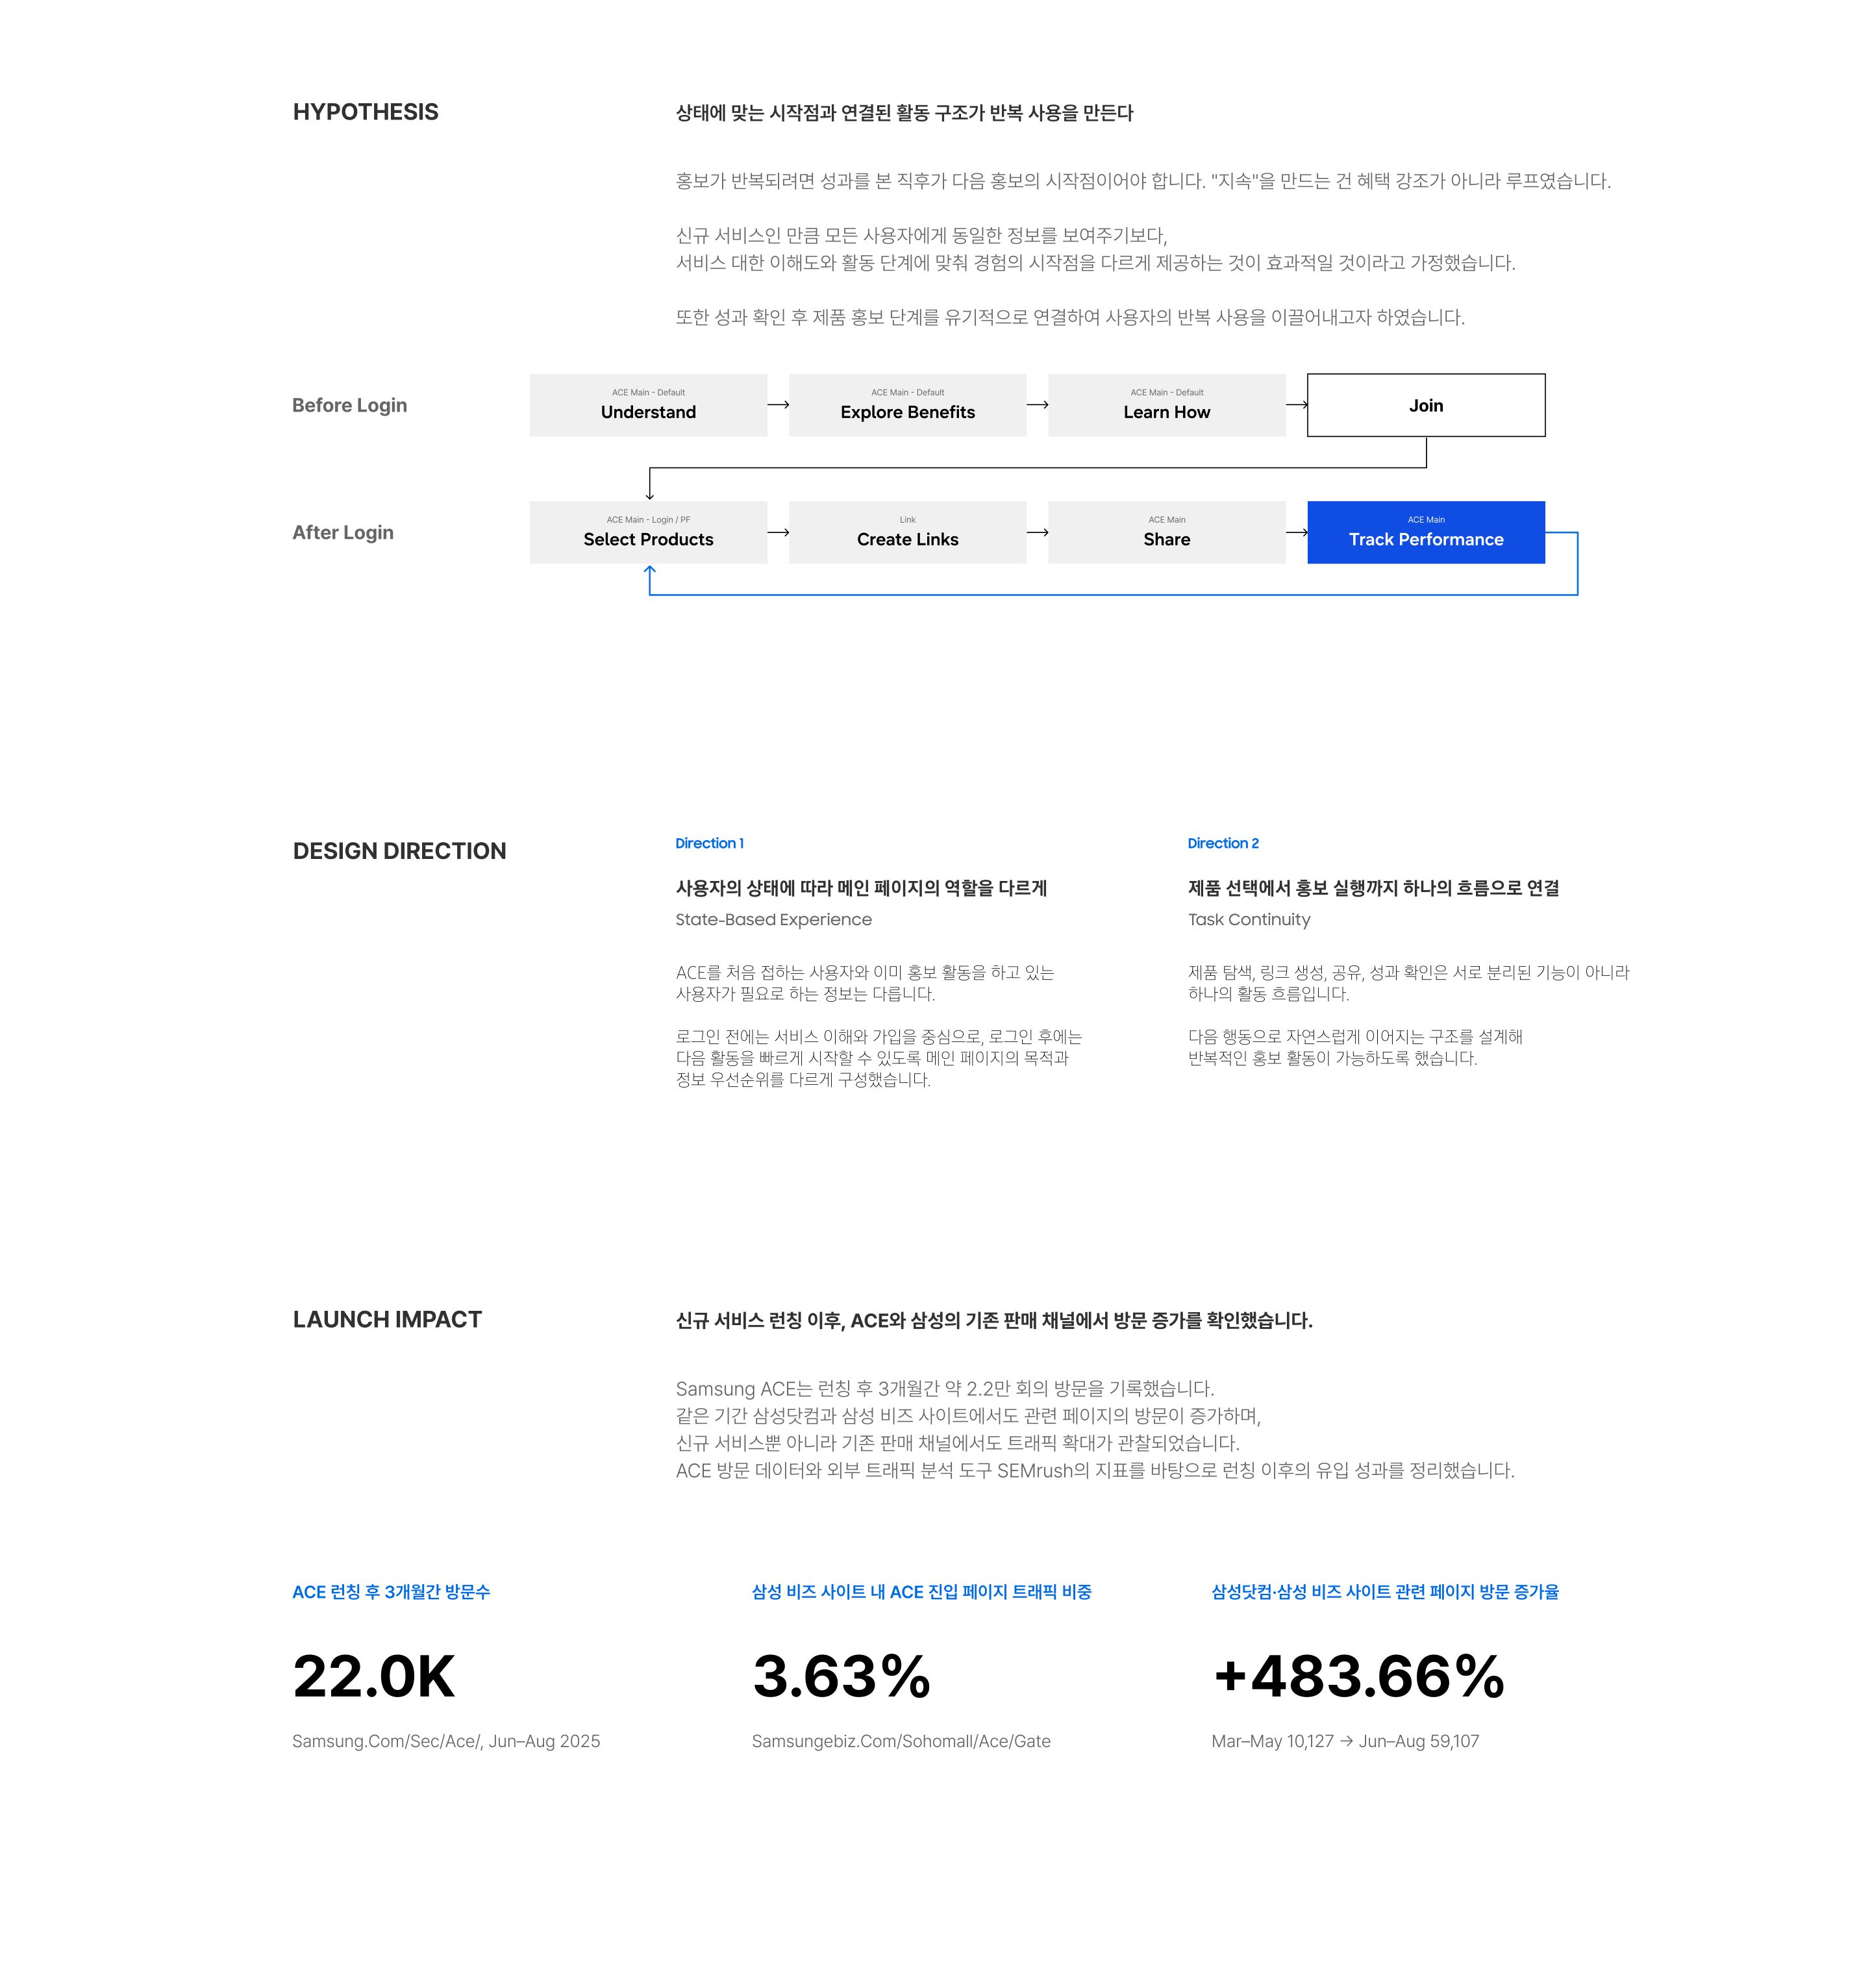 HYPOTHESIS
상태에 맞는 시작점과 연결된 활동 구조가 반복 사용을 만든다
홍보가 반복되려면 성과를 본 직후가 다음 홍보의 시작점이어야 합니다. "지속"을 만드는 건 혜택 강조가 아니라 루프였습니다.
신규 서비스인 만큼 모든 사용자에게 동일한 정보를 보여주기보다,
서비스 대한 이해도와 활동 단계에 맞춰 경험의 시작점을 다르게 제공하는 것이 효과적일 것이라고 가정했습니다.
또한 성과 확인 후 제품 홍보 단계를 유기적으로 연결하여 사용자의 반복 사용을 이끌어내고자 하였습니다.
Before Login
ACE Main - Default
Understand
ACE Main - Default
Explore Benefits
ACE Main - Default
Learn How
Join
After Login
ACE Main - Login / PF
Select Products
Link
Create Links
ACE Main
Share
ACE Main
Track Performance
DESIGN DIRECTION
Direction 1
사용자의 상태에 따라 메인 페이지의 역할을 다르게
State-Based Experience
ACE를 처음 접하는 사용자와 이미 홍보 활동을 하고 있는
사용자가 필요로 하는 정보는 다릅니다.
로그인 전에는 서비스 이해와 가입을 중심으로, 로그인 후에는
다음 활동을 빠르게 시작할 수 있도록 메인 페이지의 목적과
정보 우선순위를 다르게 구성했습니다.
Direction 2
제품 선택에서 홍보 실행까지 하나의 흐름으로 연결
Task Continuity
제품 탐색, 링크 생성, 공유, 성과 확인은 서로 분리된 기능이 아니라
하나의 활동 흐름입니다.
다음 행동으로 자연스럽게 이어지는 구조를 설계해
반복적인 홍보 활동이 가능하도록 했습니다.
LAUNCH IMPACT
신규 서비스 런칭 이후, ACE와 삼성의 기존 판매 채널에서 방문 증가를 확인했습니다.
Samsung ACE는 런칭 후 3개월간 약 2.2만 회의 방문을 기록했습니다.
같은 기간 삼성닷컴과 삼성 비즈 사이트에서도 관련 페이지의 방문이 증가하며,
신규 서비스뿐 아니라 기존 판매 채널에서도 트래픽 확대가 관찰되었습니다.
ACE 방문 데이터와 외부 트래픽 분석 도구 SEMrush의 지표를 바탕으로 런칭 이후의 유입 성과를 정리했습니다.
ACE 런칭 후 3개월간 방문수
22.0K
Samsung.Com/Sec/Ace/, Jun–Aug 2025
삼성 비즈 사이트 내 ACE 진입 페이지 트래픽 비중
3.63%
Samsungebiz.Com/Sohomall/Ace/Gate
삼성닷컴·삼성 비즈 사이트 관련 페이지 방문 증가율
+483.66%
Mar–May 10,127 → Jun–Aug 59,107